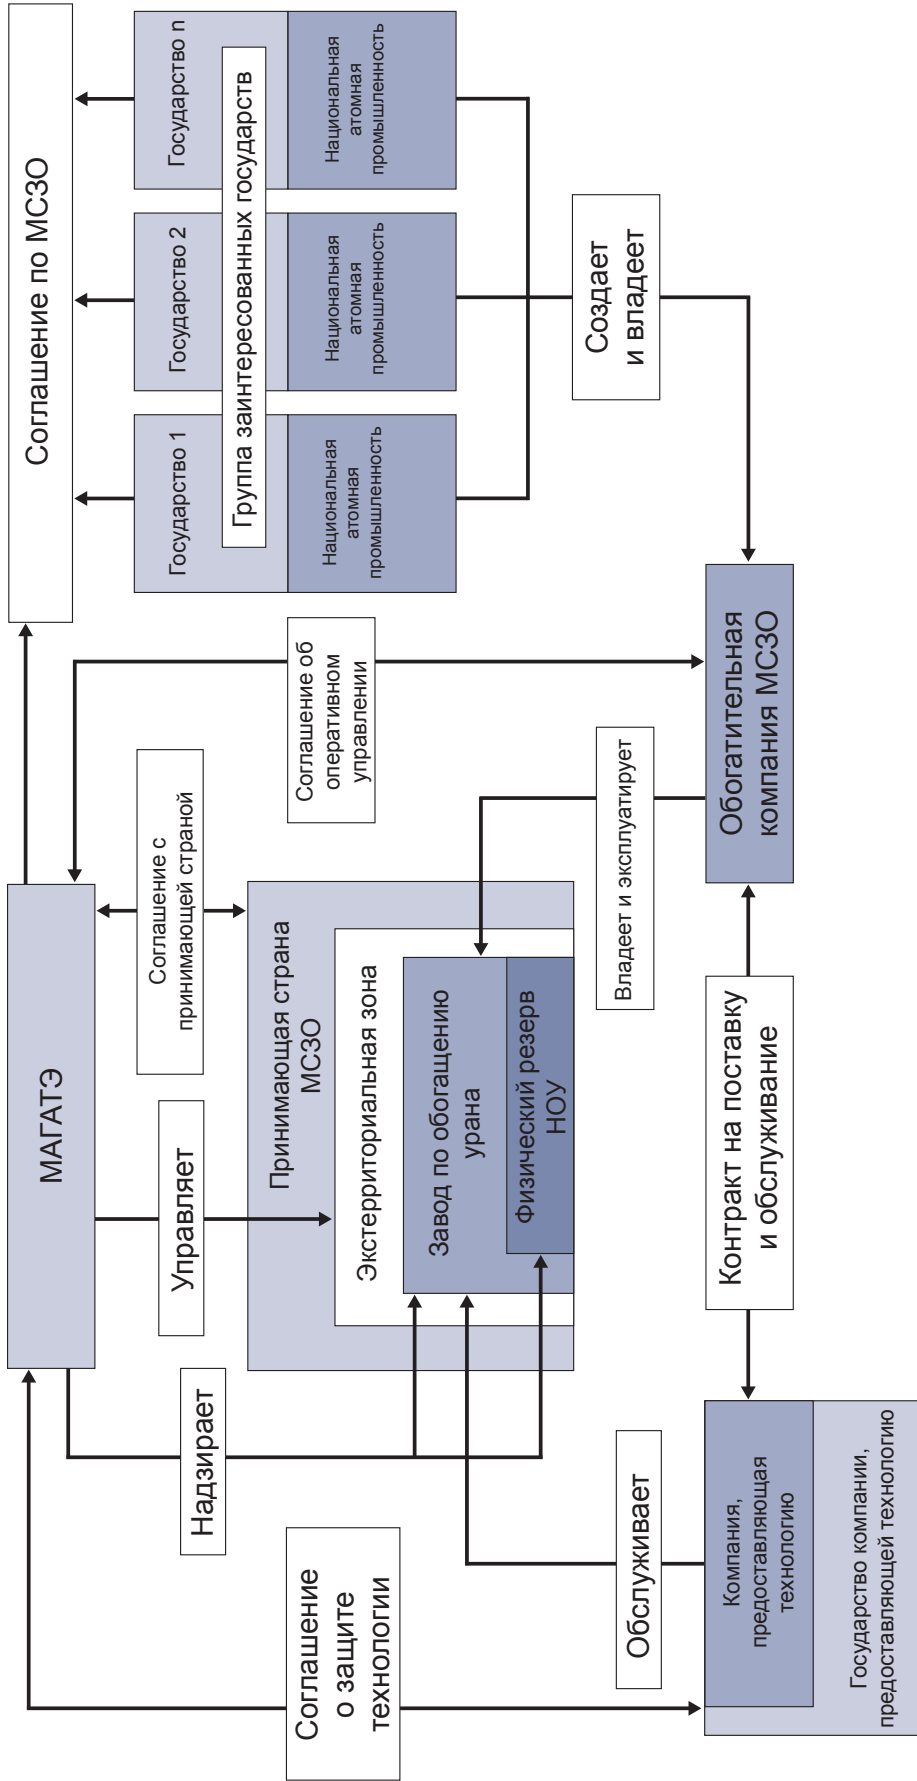 Соглашение о защите
технологии
Надзирает
Управляет
МАГАТЭ
Соглашение с
принимающей страной
Соглашение об
оперативном
управлении
Соглашение по МСЗО
Государство 1
Государство 2
Государство n
Группа заинтересованных государств
Национальная
атомная
промышленность
Национальная
атомная
промышленность
Национальная
атомная
промышленность
Создает
и владеет
Принимающая страна
МСЗО
Экстерриториальная зона
Завод по обогащению
урана
Физический резерв
НОУ
Обслуживает
Владеет и эксплуатирует
Компания,
предоставляющая
технологию
Государство компании,
предоставляющей технологию
Контракт на поставку
и обслуживание
Обогатительная
компания МСЗО